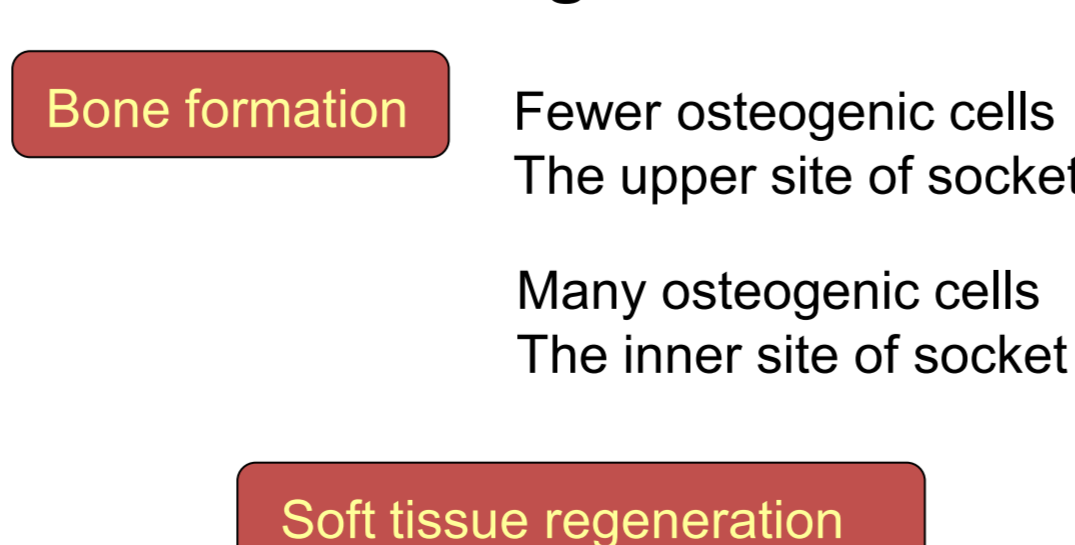 Bone formation
Fewer osteogenic cells
The upper site of socket
Many osteogenic cells
The inner site of socket
Soft tissue regeneration